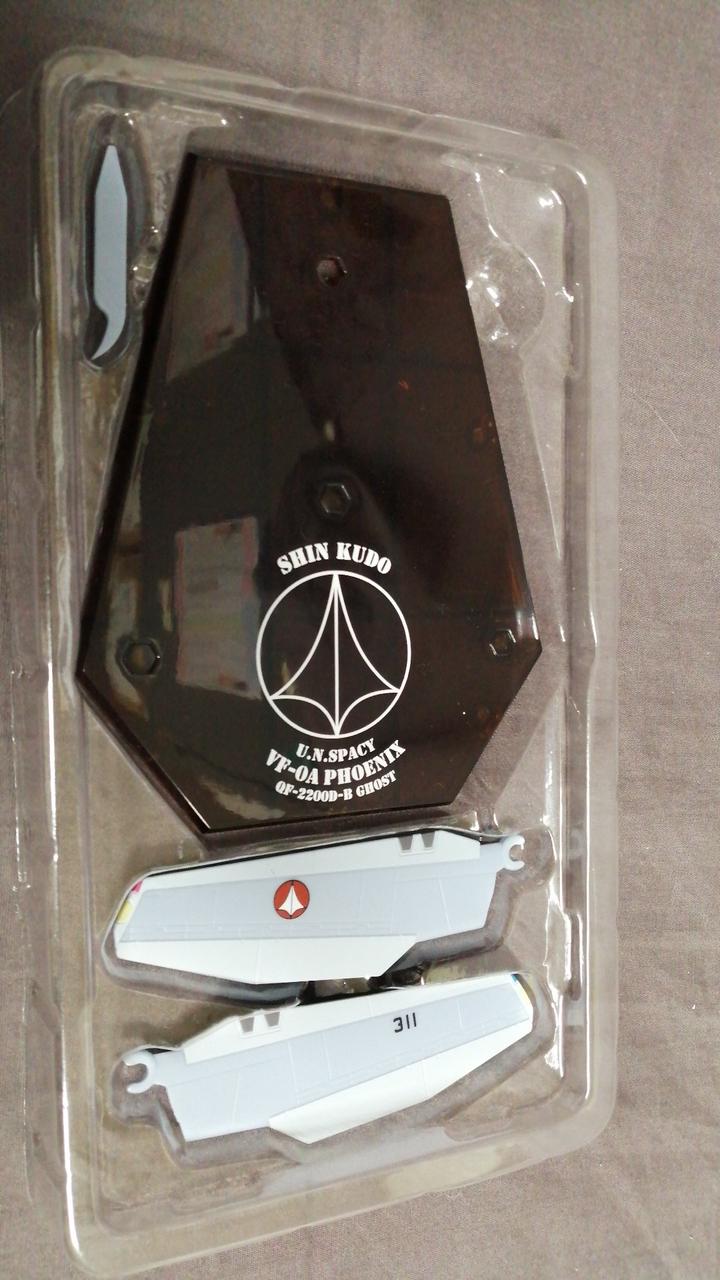 SHIN KUDO
U.N.SPACY
VF-0A PHOENIX
QF-2200D-B GHOST
311